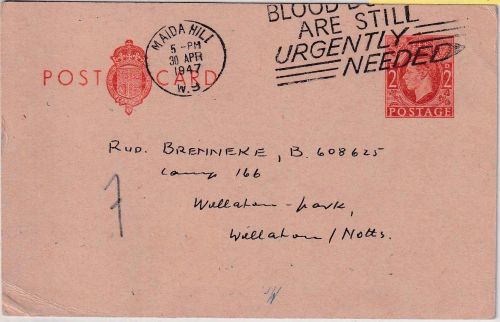 BLOOD
ARE STILL
URGENTLY
NEEDED
MAIDA HILL
5 - PM
30 APR
1947
W.9
POST CARD
2 2
POSTAGE
Rud. BRENNEKE, B. 608625
Camp 166
Wollaton-park,
Wollaton/Notts.